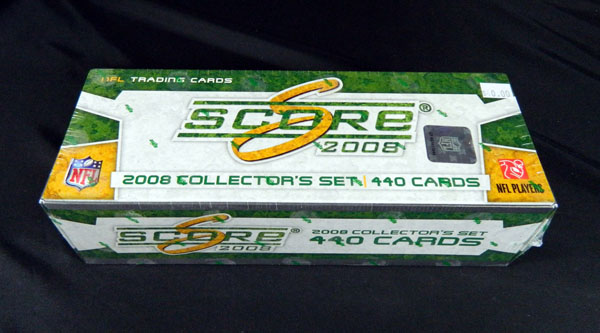 NFL TRADING CARDS
SCORE®
2008
NFL
2008 COLLECTOR'S SET 440 CARDS
NFL PLAYERS
SCORE®
2008
2008 COLLECTOR'S SET
440 CARDS